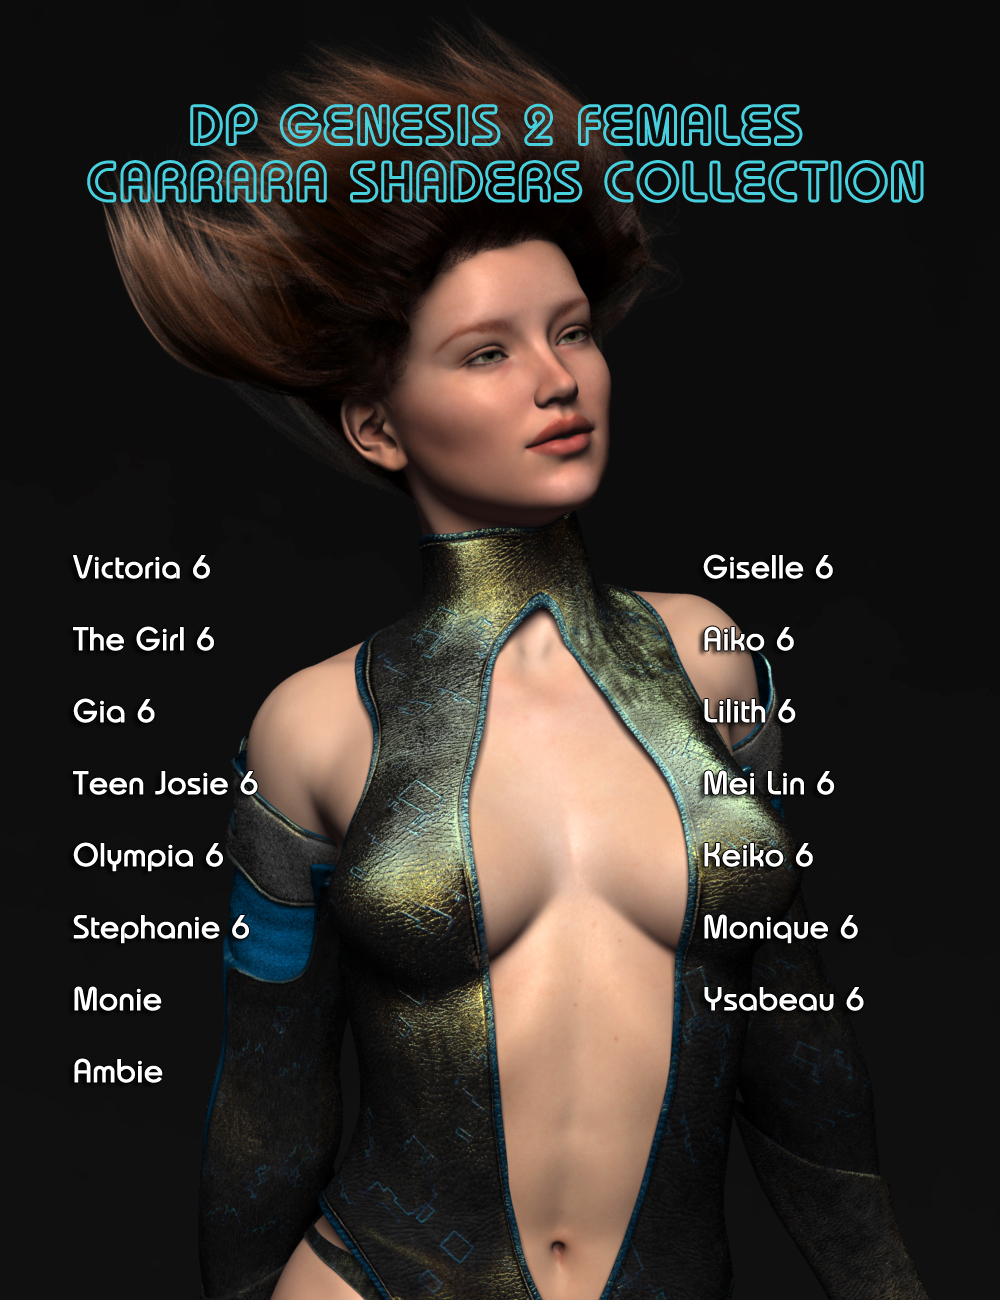 DP GENESIS 2 FEMALES
CARRARA SHADERS COLLECTION
Victoria 6
The Girl 6
Gia 6
Teen Josie 6
Olympia 6
Stephanie 6
Monie
Ambie
Giselle 6
Aiko 6
Lilith 6
Mei Lin 6
Keiko 6
Monique 6
Ysabeau 6